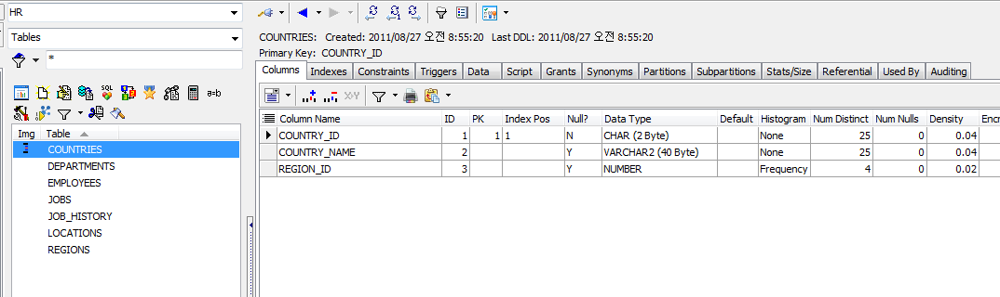 HR
Tables
*
SQL
a=b
Img Table
COUNTRIES
DEPARTMENTS
EMPLOYEES
JOBS
JOB_HISTORY
LOCATIONS
REGIONS
COUNTRIES: Created: 2011/08/27 오전 8:55:20 Last DDL: 2011/08/27 오전 8:55:20
Primary Key: COUNTRY_ID
Columns Indexes Constraints Triggers Data Script Grants Synonyms Partitions Subpartitions Stats/Size Referential Used By Auditing
Column Name ID PK Index Pos Null? Data Type Default Histogram Num Distinct Num Nulls Density Encr
COUNTRY_ID 1 1 1 N CHAR (2 Byte) None 25 0 0.04
COUNTRY_NAME 2 Y VARCHAR2 (40 Byte) None 25 0 0.04
REGION_ID 3 Y NUMBER Frequency 4 0 0.02